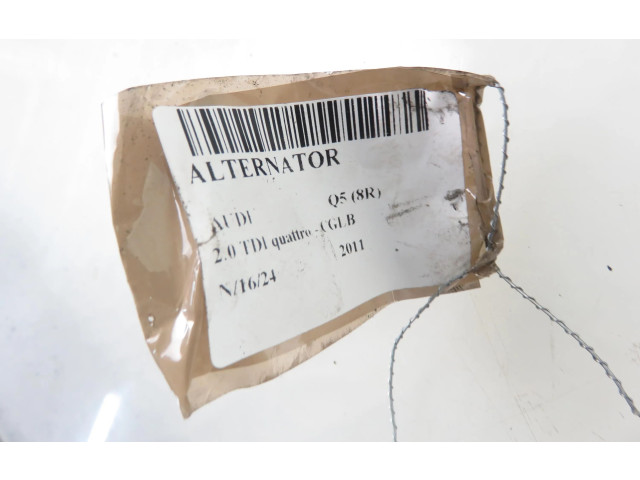 ALTERNATOR
AUDI Q5 (8R)
2.0 TDI quattro - CGLB
2011
N/16/24